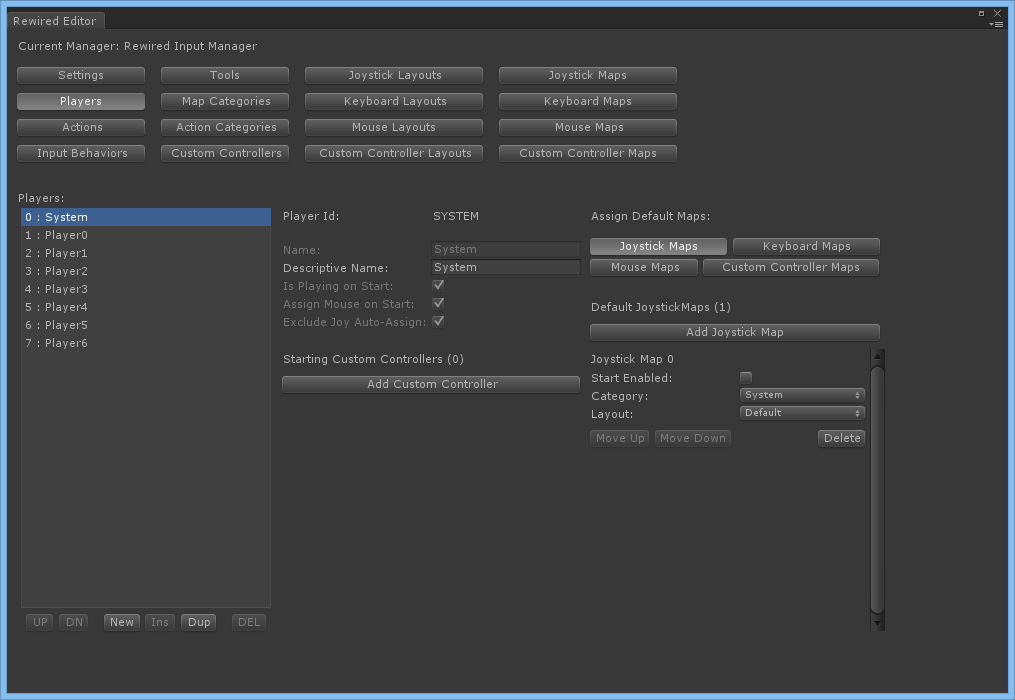 Rewired Editor
Current Manager: Rewired Input Manager
Settings Tools Joystick Layouts Joystick Maps
Players Map Categories Keyboard Layouts Keyboard Maps
Actions Action Categories Mouse Layouts Mouse Maps
Input Behaviors Custom Controllers Custom Controller Layouts Custom Controller Maps
Players:
0 : System
1 : Player0
2 : Player1
3 : Player2
4 : Player3
5 : Player4
6 : Player5
7 : Player6
UP DN New Ins Dup DEL
Player Id: SYSTEM
Name: System
Descriptive Name: System
Is Playing on Start:
Assign Mouse on Start:
Exclude Joy Auto-Assign:
Starting Custom Controllers (0)
Add Custom Controller
Assign Default Maps:
Joystick Maps Keyboard Maps
Mouse Maps Custom Controller Maps
Default JoystickMaps (1)
Add Joystick Map
Joystick Map 0
Start Enabled:
Category: System
Layout: Default
Move Up Move Down Delete